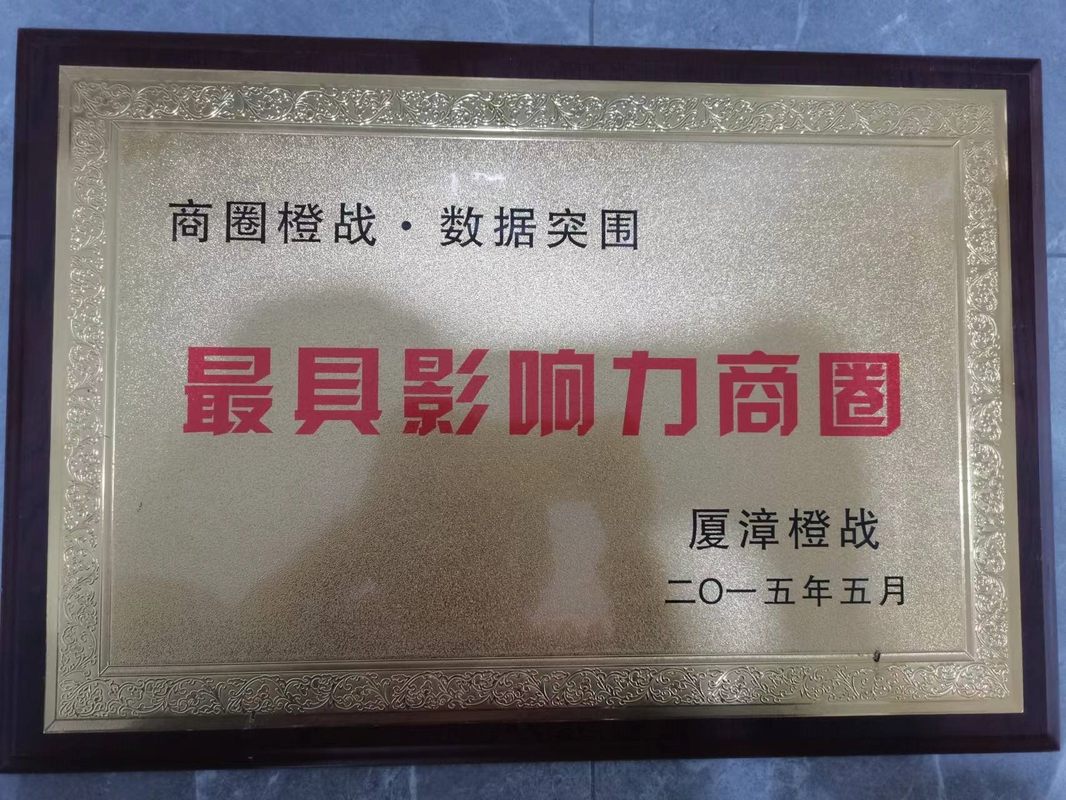 商圈橙战·数据突围
最具影响力商圈
厦漳橙战
二〇一五年五月